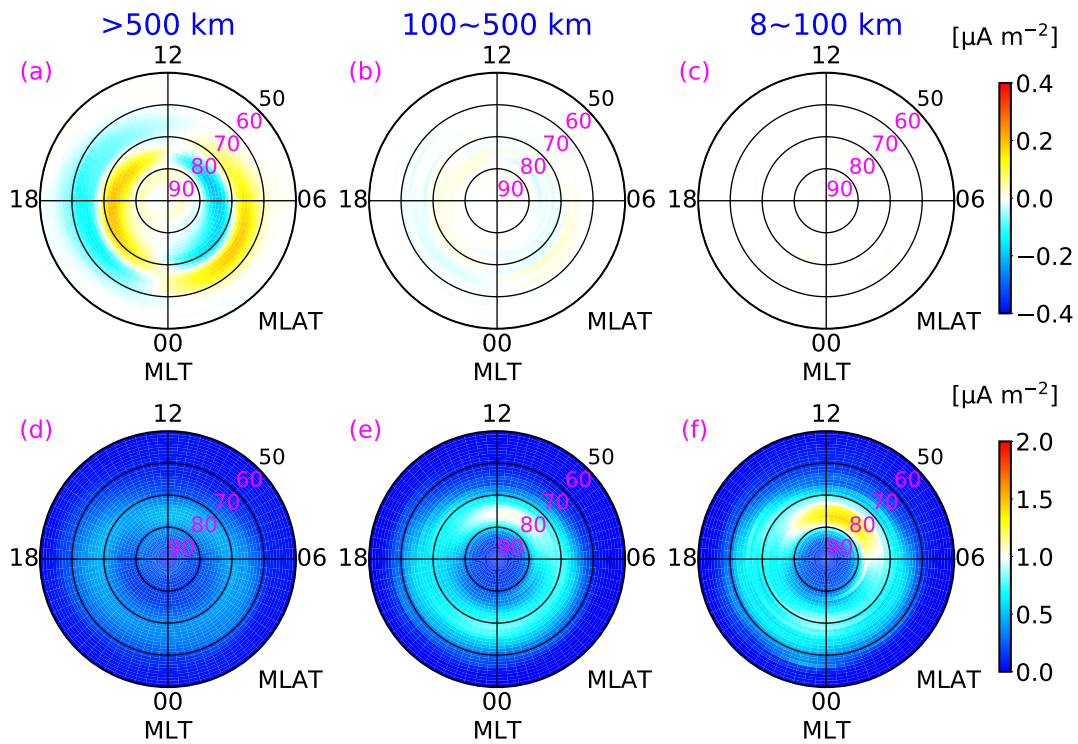 >500 km 100~500 km 8~100 km
[µA m⁻²]
(a) 12 50 60 70 80 90 18 06 MLAT 00 MLT
(b) 12 50 60 70 80 90 18 06 MLAT 00 MLT
(c) 12 50 60 70 80 90 18 06 MLAT 00 MLT
0.4
0.2
0.0
−0.2
−0.4
[µA m⁻²]
(d) 12 50 60 70 80 90 18 06 MLAT 00 MLT
(e) 12 50 60 70 80 90 18 06 MLAT 00 MLT
(f) 12 50 60 70 80 90 18 06 MLAT 00 MLT
2.0
1.5
1.0
0.5
0.0